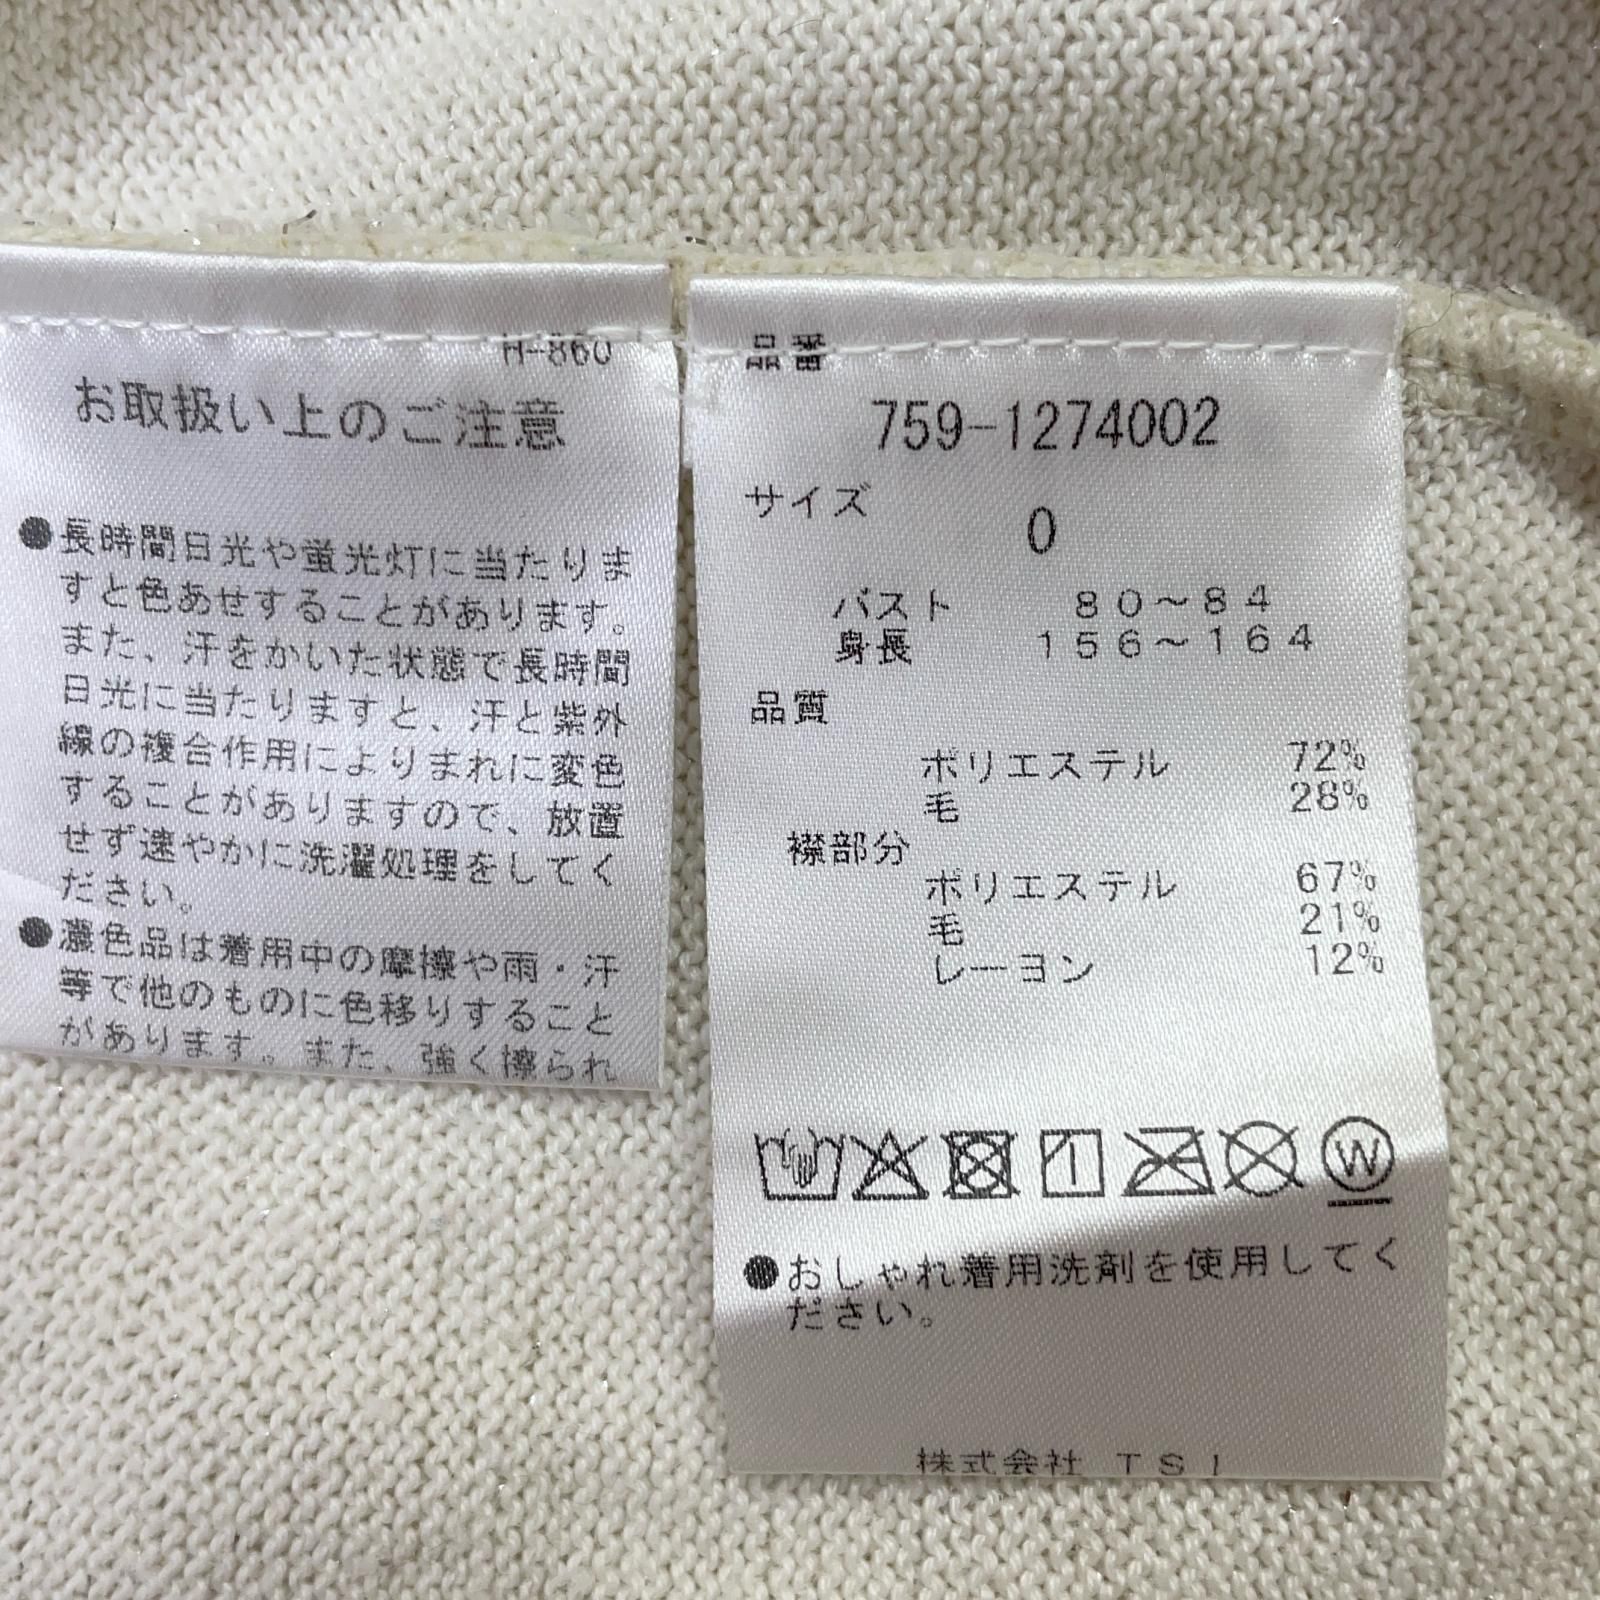 H-860
お取扱い上のご注意
●長時間日光や蛍光灯に当たりま
すと色あせすることがあります。
また、汗をかいた状態で長時間
日光に当たりますと、汗と紫外
線の複合作用によりまれに変色
することがありますので、放置
せず速やかに洗濯処理をしてく
ださい。
●濃色品は着用中の摩擦や雨・汗
等で他のものに色移りすること
があります。また、強く擦られ
品番
759-1274002
サイズ
0
バスト 80～84
身長 156～164
品質
ポリエステル 72%
毛 28%
襟部分
ポリエステル 67%
毛 21%
レーヨン 12%
W
●おしゃれ着用洗剤を使用してく
ださい。
株式会社 TSI